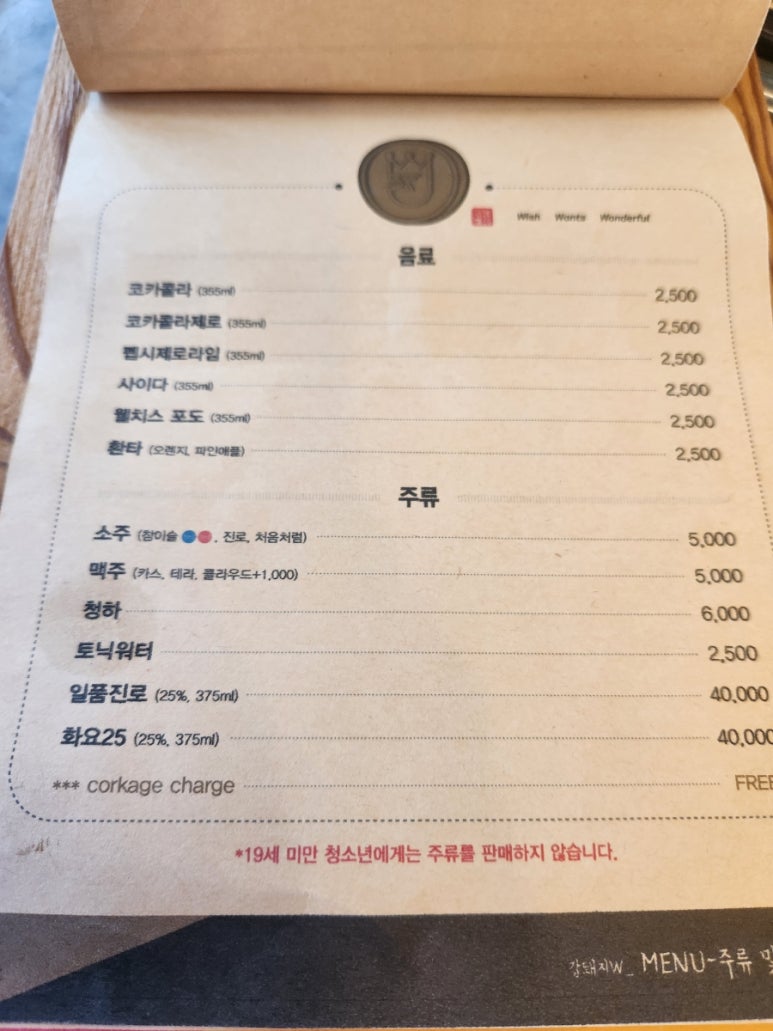 Wish Wants Wonderful
음료
코카콜라 (355ml) 2,500
코카콜라제로 (355ml) 2,500
펩시제로라임 (355ml) 2,500
사이다 (355ml) 2,500
웰치스 포도 (355ml) 2,500
환타 (오렌지, 파인애플) 2,500
주류
소주 (참이슬 , 진로, 처음처럼) 5,000
맥주 (카스, 테라, 클라우드+1,000) 5,000
청하 6,000
토닉워터 2,500
일품진로 (25%, 375ml) 40,000
화요25 (25%, 375ml) 40,000
*** corkage charge FREE
*19세 미만 청소년에게는 주류를 판매하지 않습니다.
강돼지W_ MENU-주류 및